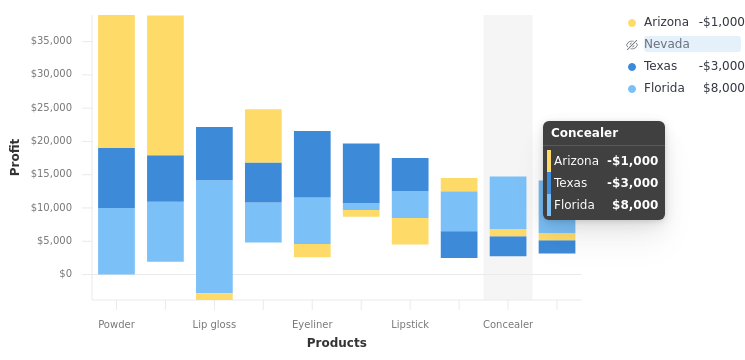 Arizona -$1,000
Nevada
Texas -$3,000
Florida $8,000
$35,000
$30,000
$25,000
$20,000
$15,000
$10,000
$5,000
$0
Profit
Concealer
Arizona -$1,000
Texas -$3,000
Florida $8,000
Powder Lip gloss Eyeliner Lipstick Concealer
Products